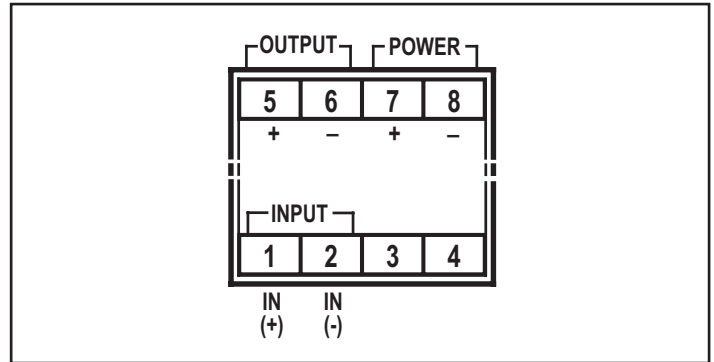 OUTPUT POWER
5 6 7 8
+ – + –
INPUT
1 2 3 4
IN IN
(+) (-)